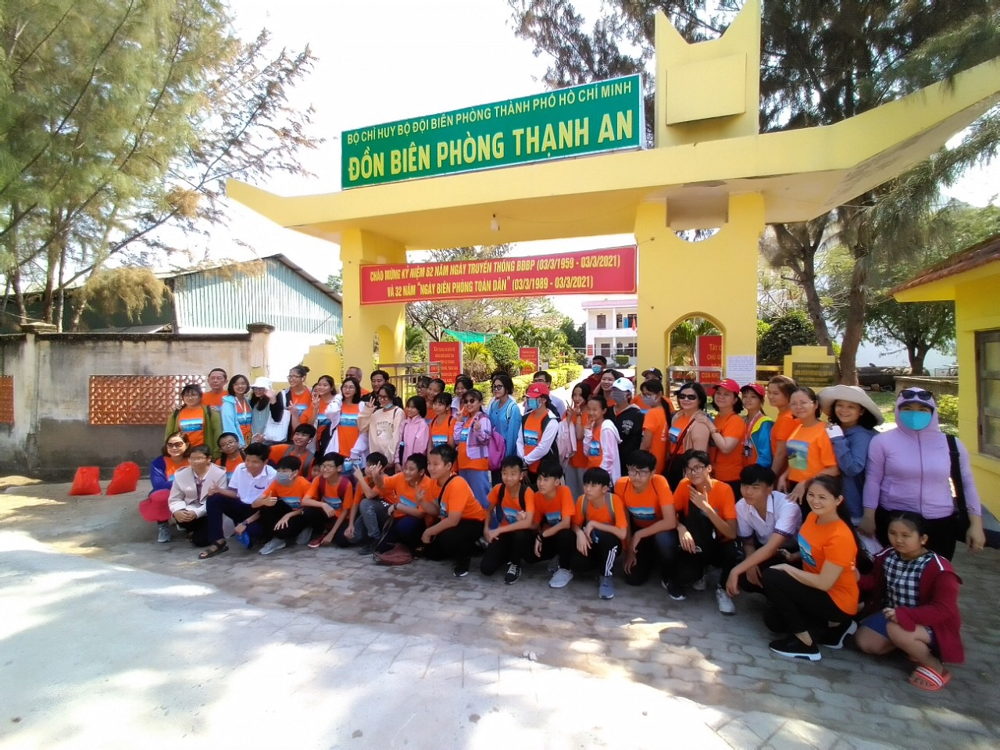 BỘ CHỈ HUY BỘ ĐỘI BIÊN PHÒNG THÀNH PHỐ HỒ CHÍ MINH
ĐỒN BIÊN PHÒNG THẠNH AN
CHÀO MỪNG KỶ NIỆM 62 NĂM NGÀY TRUYỀN THỐNG BĐBP (03/3/1959 - 03/3/2021)
VÀ 32 NĂM "NGÀY BIÊN PHÒNG TOÀN DÂN" (03/3/1989 - 03/3/2021)